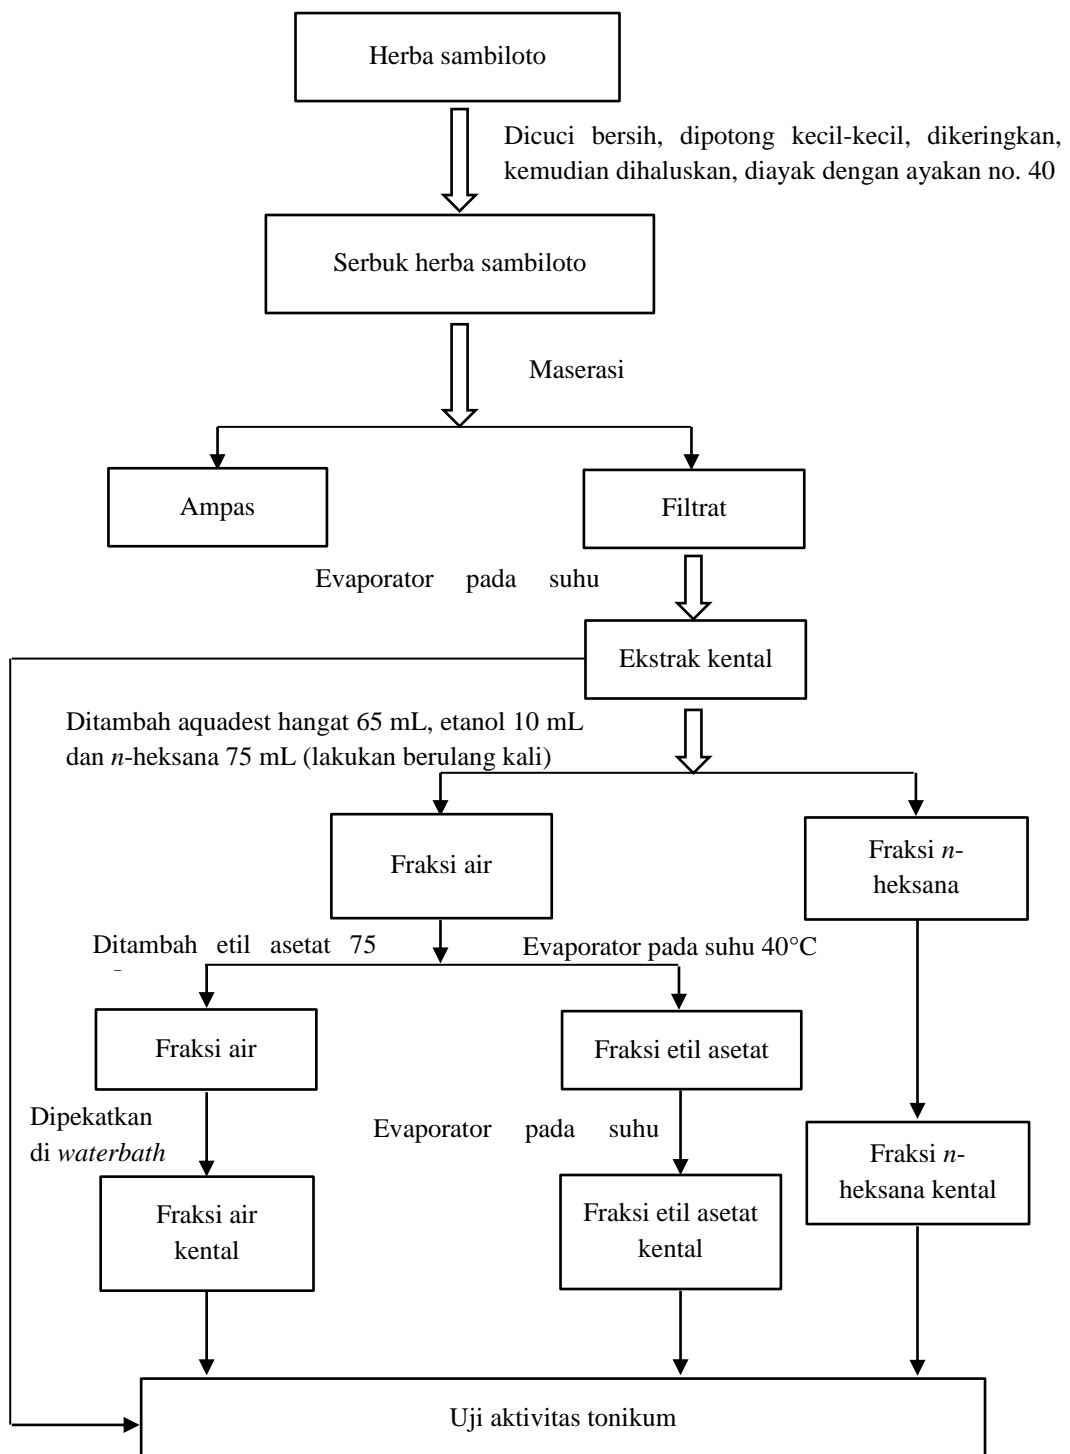 Herba sambiloto
Dicuci bersih, dipotong kecil-kecil, dikeringkan,
kemudian dihaluskan, diayak dengan ayakan no. 40
Serbuk herba sambiloto
Maserasi
Ampas
Filtrat
Evaporator pada suhu
Ekstrak kental
Ditambah aquadest hangat 65 mL, etanol 10 mL
dan n-heksana 75 mL (lakukan berulang kali)
Fraksi air
Fraksi n-
heksana
Ditambah etil asetat 75
Evaporator pada suhu 40°C
Fraksi air
Fraksi etil asetat
Dipekatkan
di waterbath
Evaporator pada suhu
Fraksi n-
heksana kental
Fraksi air
kental
Fraksi etil asetat
kental
Uji aktivitas tonikum